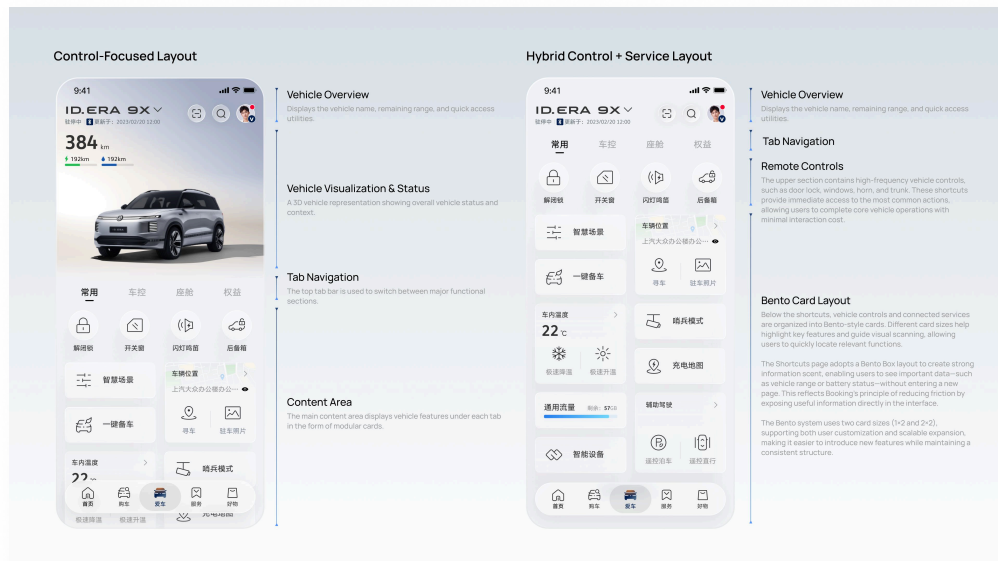 Control-Focused Layout
9:41
ID.ERA 9X
驻停中 更新于：2023/02/20 12:00
384 km
192km 192km
常用 车控 座舱 权益
解闭锁 开关窗 闪灯鸣笛 后备箱
智慧场景
车辆位置
上汽大众办公楼办公···
一键备车
寻车 驻车照片
车内温度
哨兵模式
22
首页 购车 爱车 服务 好物
极速降温 极速升温 充电地图
Vehicle Overview
Displays the vehicle name, remaining range, and quick access
utilities.
Vehicle Visualization & Status
A 3D vehicle representation showing overall vehicle status and
context.
Tab Navigation
The top tab bar is used to switch between major functional
sections.
Content Area
The main content area displays vehicle features under each tab
in the form of modular cards.
Hybrid Control + Service Layout
9:41
ID.ERA 9X
驻停中 更新于：2023/02/20 12:00
常用 车控 座舱 权益
解闭锁 开关窗 闪灯鸣笛 后备箱
智慧场景
车辆位置
上汽大众办公楼办公···
一键备车
寻车 驻车照片
车内温度
22 °C
极速降温 极速升温
哨兵模式
充电地图
通用流量 剩余: 57GB
辅助驾驶
智能设备
遥控泊车 遥控直行
首页 购车 爱车 服务 好物
Vehicle Overview
Displays the vehicle name, remaining range, and quick access
utilities.
Tab Navigation
Remote Controls
The upper section contains high-frequency vehicle controls,
such as door lock, windows, horn, and trunk. These shortcuts
provide immediate access to the most common actions,
allowing users to complete core vehicle operations with
minimal interaction cost.
Bento Card Layout
Below the shortcuts, vehicle controls and connected services
are organized into Bento-style cards. Different card sizes help
highlight key features and guide visual scanning, allowing
users to quickly locate relevant functions.
The Shortcuts page adopts a Bento Box layout to create strong
information scent, enabling users to see important data—such
as vehicle range or battery status—without entering a new
page. This reflects Booking's principle of reducing friction by
exposing useful information directly in the interface.
The Bento system uses two card sizes (1×2 and 2×2),
supporting both user customization and scalable expansion,
making it easier to introduce new features while maintaining a
consistent structure.